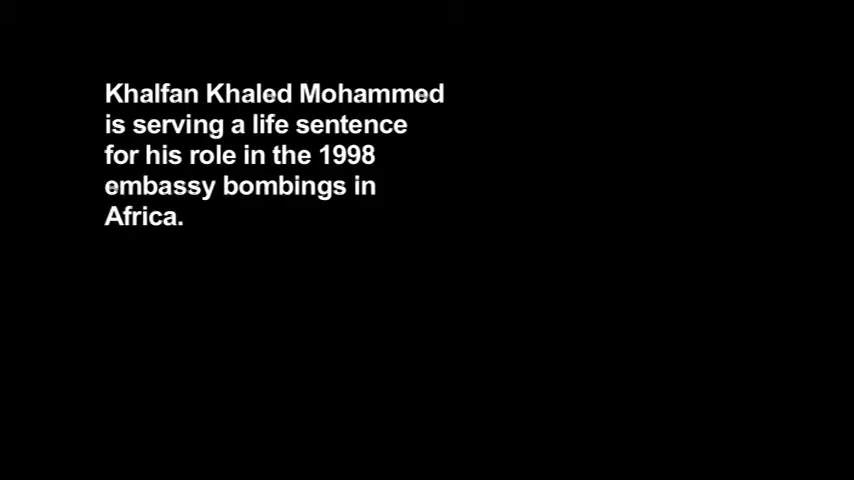 Khalfan Khaled Mohammed
is serving a life sentence
for his role in the 1998
embassy bombings in
Africa.